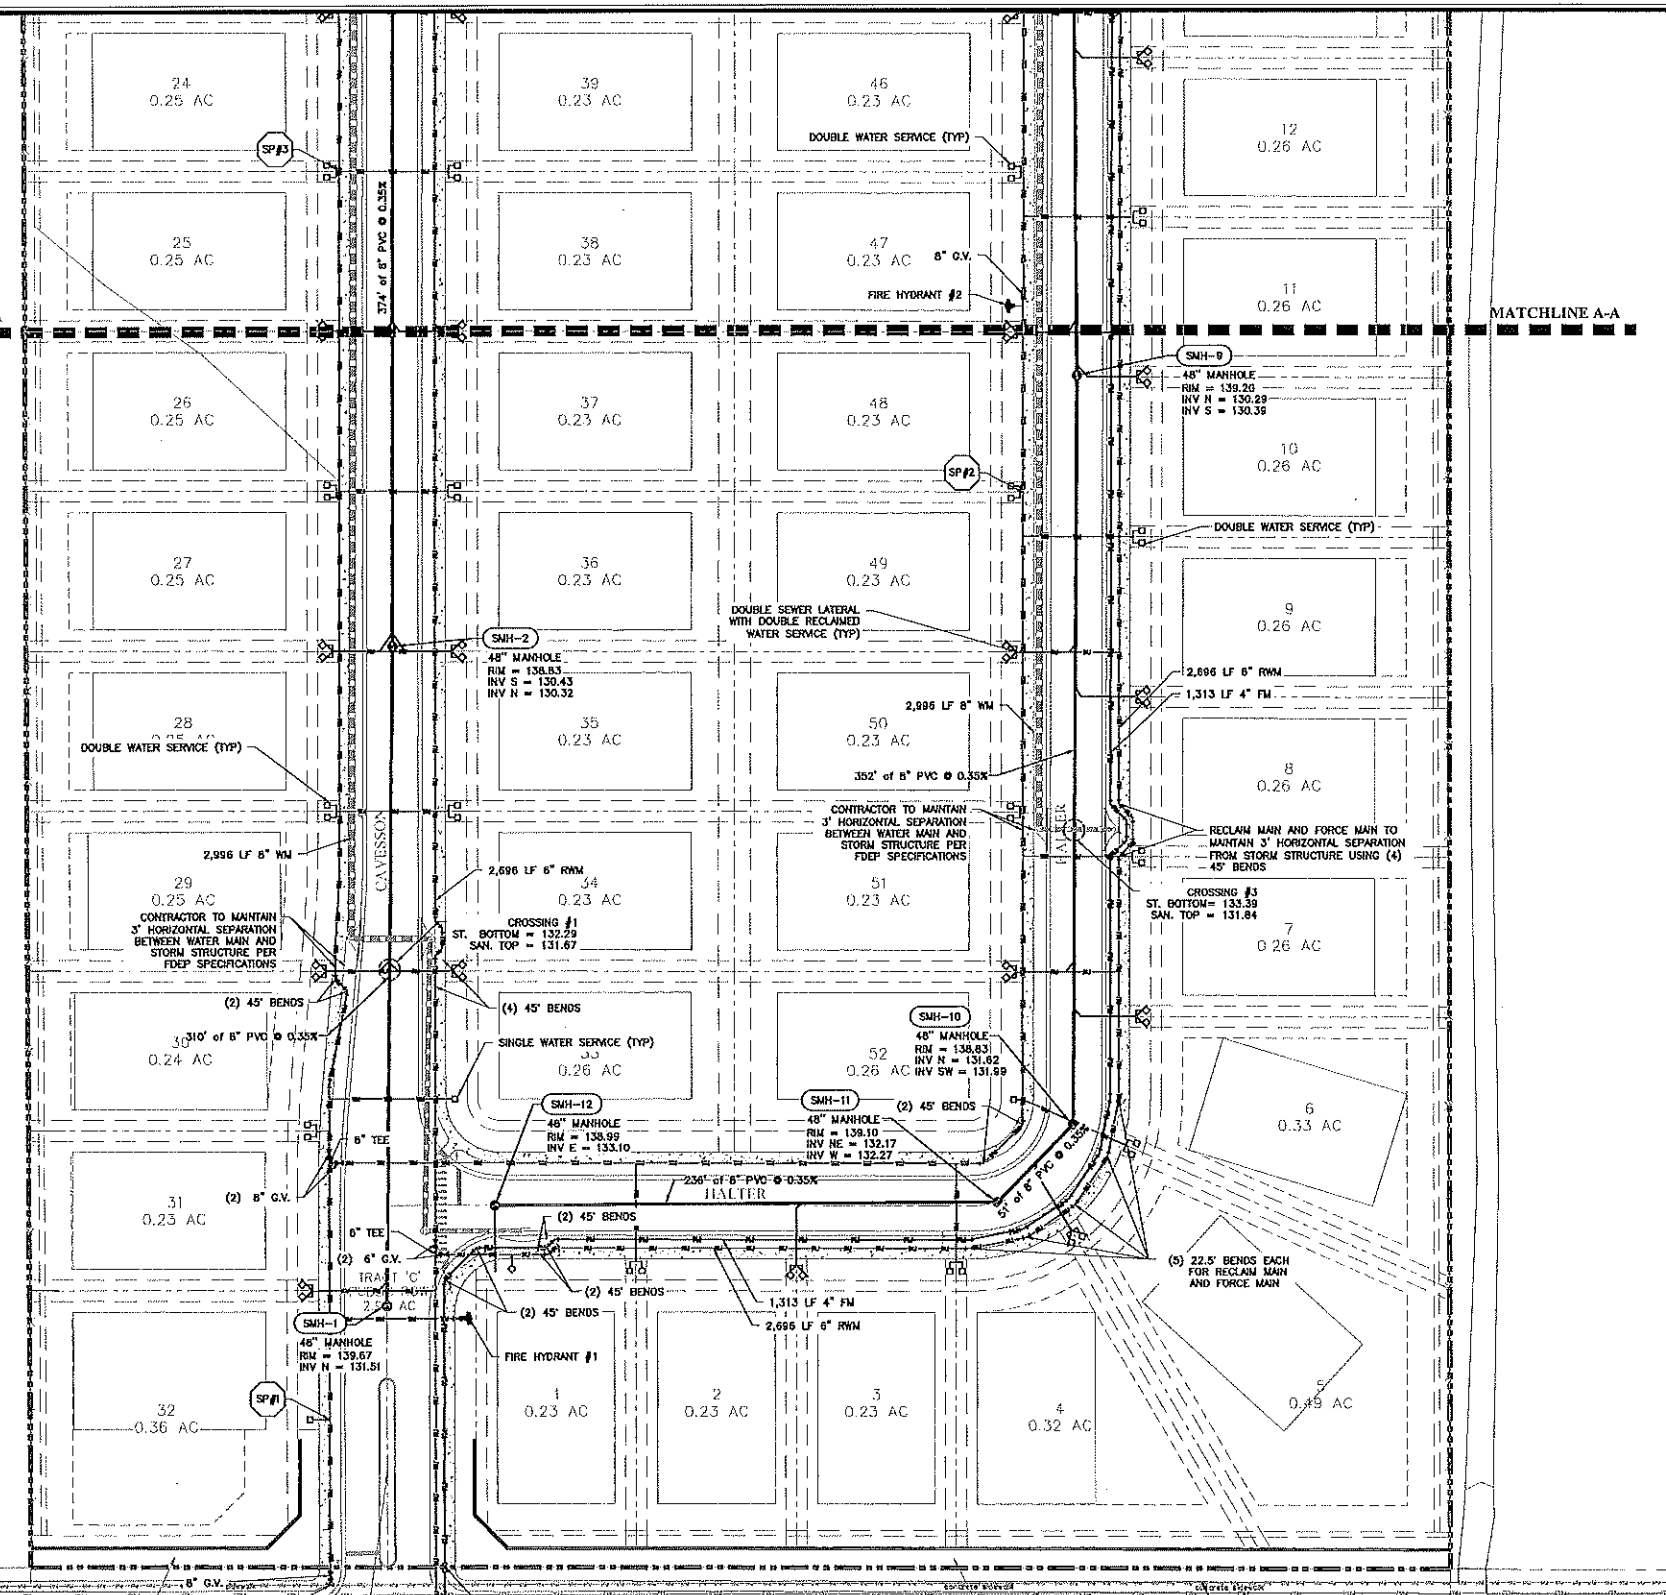 24
0.25 AC
39
0.23 AC
46
0.23 AC
12
0.26 AC
SP#3
DOUBLE WATER SERVICE (TYP)
374' of 8" PVC @ 0.35%
25
0.25 AC
38
0.23 AC
47
0.23 AC
8" G.V.
FIRE HYDRANT #2
11
0.26 AC
MATCHLINE A-A
SMH-9
48" MANHOLE
RIM = 139.20
INV N = 130.29
INV S = 130.39
26
0.25 AC
37
0.23 AC
48
0.23 AC
10
0.26 AC
SP#2
DOUBLE WATER SERVICE (TYP)
27
0.25 AC
36
0.23 AC
49
0.23 AC
9
0.26 AC
DOUBLE SEWER LATERAL
WITH DOUBLE RECLAIMED
WATER SERVICE (TYP)
SMH-2
48" MANHOLE
RIM = 138.83
INV S = 130.43
INV N = 130.32
2,696 LF 6" RWM
1,313 LF 4" FM
28
DOUBLE WATER SERVICE (TYP)
35
0.23 AC
50
0.23 AC
2,996 LF 8" WM
352' of 8" PVC @ 0.35%
8
0.26 AC
CONTRACTOR TO MAINTAIN
3' HORIZONTAL SEPARATION
BETWEEN WATER MAIN AND
STORM STRUCTURE PER
FDEP SPECIFICATIONS
HALTER
RECLAIM MAIN AND FORCE MAIN TO
MAINTAIN 3' HORIZONTAL SEPARATION
FROM STORM STRUCTURE USING (4)
45' BENDS
CAVESSON
2,996 LF 8" WM
2,696 LF 6" RWM
29
0.25 AC
34
0.23 AC
51
0.23 AC
CROSSING #3
ST. BOTTOM= 133.39
SAN. TOP = 131.84
7
0.26 AC
CONTRACTOR TO MAINTAIN
3' HORIZONTAL SEPARATION
BETWEEN WATER MAIN AND
STORM STRUCTURE PER
FDEP SPECIFICATIONS
CROSSING #1
ST. BOTTOM = 132.29
SAN. TOP = 131.67
(2) 45' BENDS
(4) 45' BENDS
310' of 8" PVC @ 0.35%
30
0.24 AC
SINGLE WATER SERVICE (TYP)
33
0.26 AC
52
0.26 AC
SMH-10
48" MANHOLE
RIM = 138.83
INV N = 131.62
INV SW = 131.99
SMH-12
48" MANHOLE
RIM = 138.99
INV E = 133.10
SMH-11
48" MANHOLE
RIM = 139.10
INV NE = 132.17
INV W = 132.27
(2) 45' BENDS
6
0.33 AC
8" TEE
(2) 8" G.V.
31
0.23 AC
236' of 8" PVC @ 0.35%
HALTER
51' of 8" PVC @ 0.35%
(2) 45' BENDS
6" TEE
(2) 6" G.V.
TRACT 'C'
AC
(2) 45' BENDS
(2) 45' BENDS
(5) 22.5' BENDS EACH
FOR RECLAIM MAIN
AND FORCE MAIN
1,313 LF 4" FM
2,696 LF 6" RWM
SMH-1
48" MANHOLE
RIM = 139.67
INV N = 131.51
FIRE HYDRANT #1
SP#1
32
0.36 AC
1
0.23 AC
2
0.23 AC
3
0.23 AC
4
0.32 AC
5
0.49 AC
8" G.V.
concrete sidewalk
concrete sidewalk